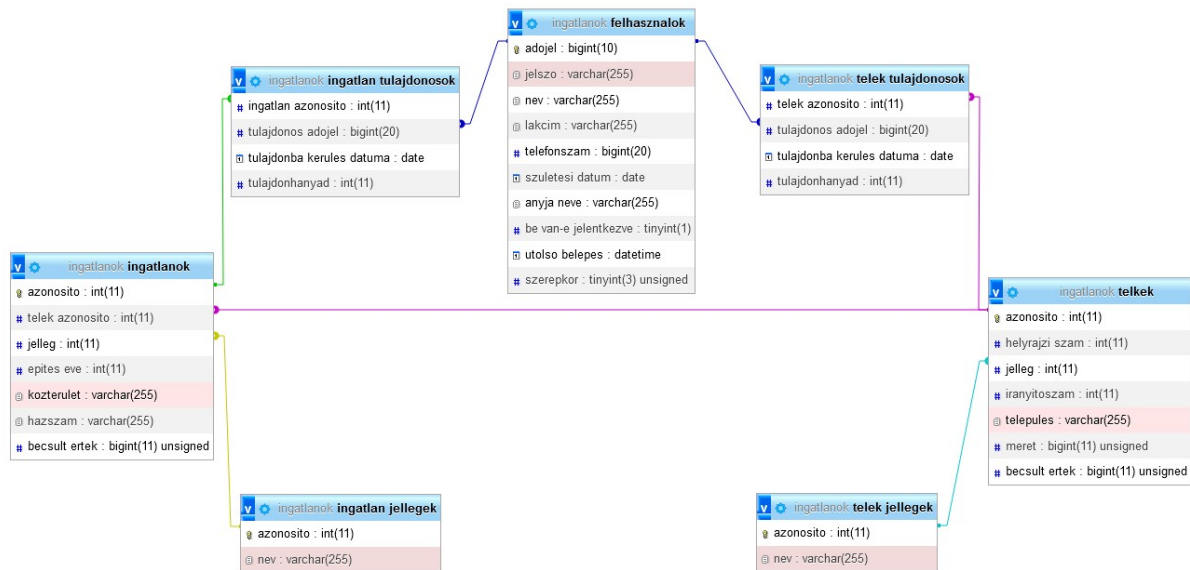 ingatlanok felhasznalok
adojel : bigint(10)
jelszo : varchar(255)
nev : varchar(255)
lakcim : varchar(255)
telefonszam : bigint(20)
szuletesi datum : date
anyja neve : varchar(255)
be van-e jelentkezve : tinyint(1)
utolso belepes : datetime
szerepkor : tinyint(3) unsigned
ingatlanok ingatlan tulajdonosok
ingatlan azonosito : int(11)
tulajdonos adojel : bigint(20)
tulajdonba kerules datuma : date
tulajdonhanyad : int(11)
ingatlanok telek tulajdonosok
telek azonosito : int(11)
tulajdonos adojel : bigint(20)
tulajdonba kerules datuma : date
tulajdonhanyad : int(11)
ingatlanok ingatlanok
azonosito : int(11)
telek azonosito : int(11)
jelleg : int(11)
epites eve : int(11)
kozterulet : varchar(255)
hazszam : varchar(255)
becsult ertek : bigint(11) unsigned
ingatlanok telkek
azonosito : int(11)
helyrajzi szam : int(11)
jelleg : int(11)
iranyitoszam : int(11)
telepules : varchar(255)
meret : bigint(11) unsigned
becsult ertek : bigint(11) unsigned
ingatlanok ingatlan jellegek
azonosito : int(11)
nev : varchar(255)
ingatlanok telek jellegek
azonosito : int(11)
nev : varchar(255)